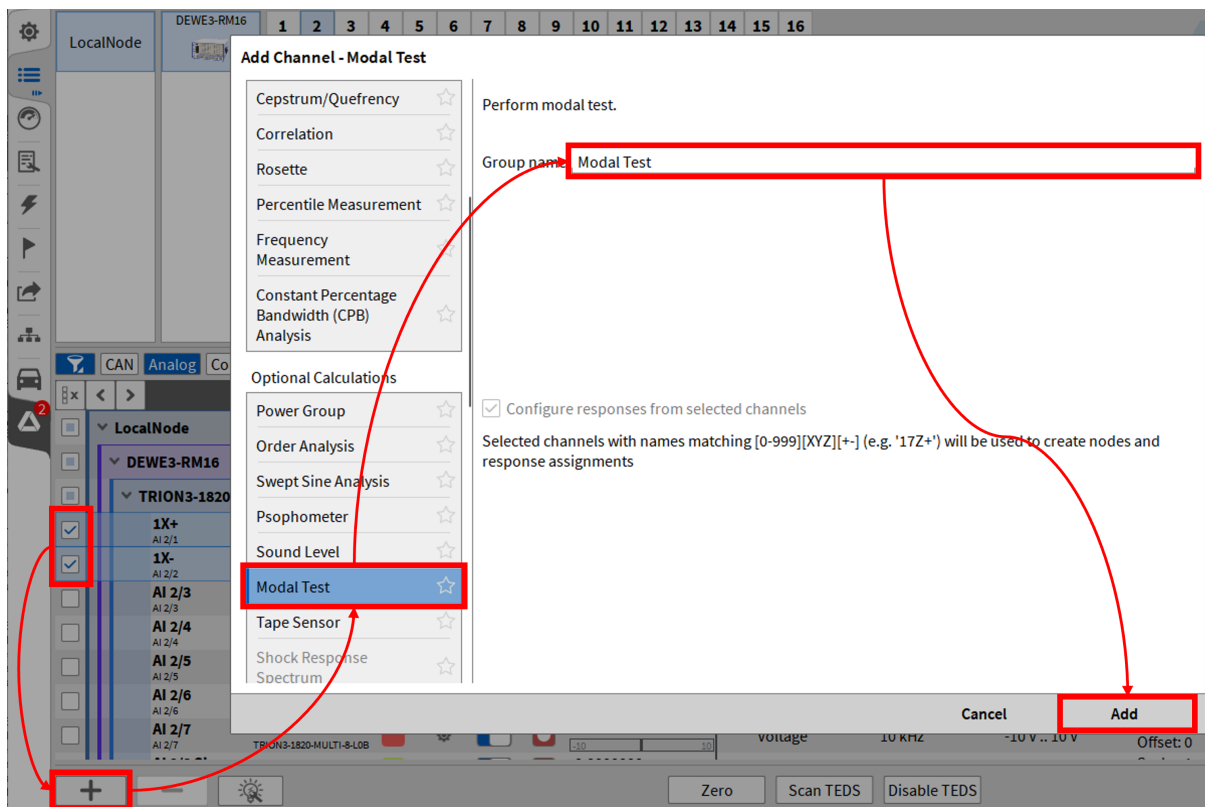 LocalNode
DEWE3-RM16
1 2 3 4 5 6 7 8 9 10 11 12 13 14 15 16
Add Channel - Modal Test
Cepstrum/Quefrency
Correlation
Rosette
Percentile Measurement
Frequency
Measurement
Constant Percentage
Bandwidth (CPB)
Analysis
Optional Calculations
Power Group
Order Analysis
Swept Sine Analysis
Psophometer
Sound Level
Modal Test
Tape Sensor
Shock Response
Spectrum
Perform modal test.
Group name Modal Test
Configure responses from selected channels
Selected channels with names matching [0-999][XYZ][+-] (e.g. '17Z+') will be used to create nodes and
response assignments
Cancel
Add
CAN
Analog
Co
2
LocalNode
DEWE3-RM16
TRION3-1820
1X+
AI 2/1
1X-
AI 2/2
AI 2/3
AI 2/3
AI 2/4
AI 2/4
AI 2/5
AI 2/5
AI 2/6
AI 2/6
AI 2/7
AI 2/7
TRION3-1820-MULTI-8-L0B
-10
10
Voltage
10 kHz
-10 V .. 10 V
Offset: 0
Zero
Scan TEDS
Disable TEDS